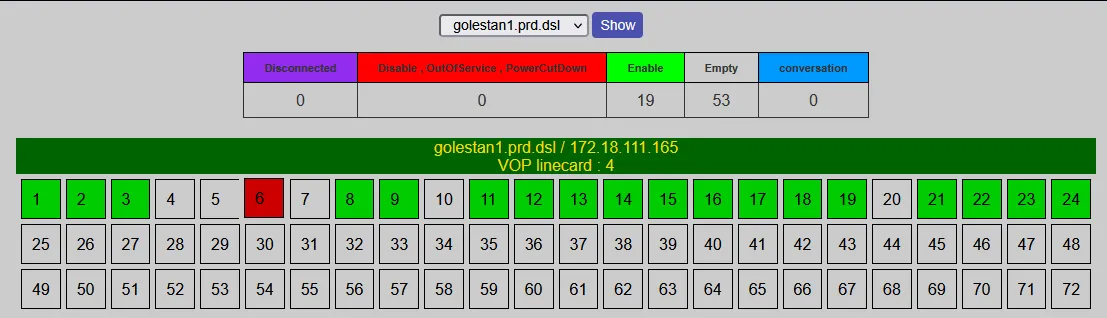 golestan1.prd.dsl Show
Disconnected Disable , OutOfService , PowerCutDown Enable Empty conversation
0 0 19 53 0
golestan1.prd.dsl / 172.18.111.165
VOP linecard : 4
1 2 3 4 5 6 7 8 9 10 11 12 13 14 15 16 17 18 19 20 21 22 23 24
25 26 27 28 29 30 31 32 33 34 35 36 37 38 39 40 41 42 43 44 45 46 47 48
49 50 51 52 53 54 55 56 57 58 59 60 61 62 63 64 65 66 67 68 69 70 71 72